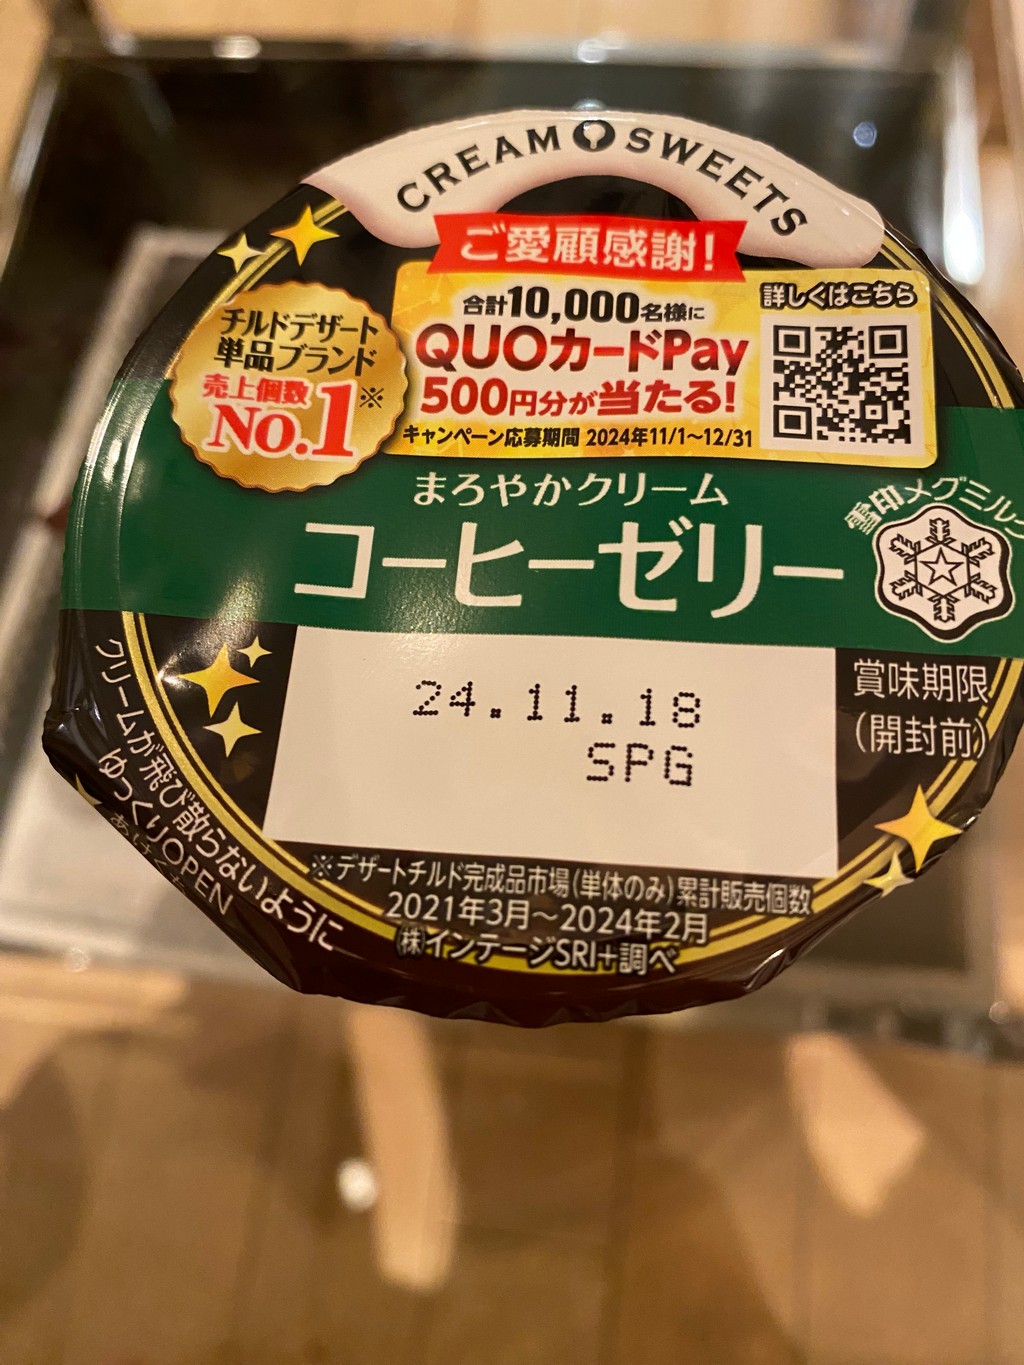 CREAM SWEETS
ご愛顧感謝!
合計10,000名様に
QUOカードPay
500円分が当たる!
キャンペーン応募期間 2024年11/1～12/31
詳しくはこちら
チルドデザート
単品ブランド
売上個数
No.1※
まろやかクリーム
コーヒーゼリー
雪印メグミルク
24.11.18
SPG
賞味期限
(開封前)
クリームが飛び散らないように
ゆっくりOPEN
あけくち
※デザートチルド完成品市場(単体のみ)累計販売個数
2021年3月～2024年2月
㈱インテージSRI+調べ